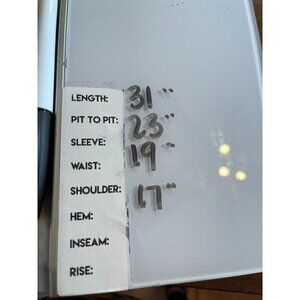 LENGTH: 31"
PIT TO PIT: 23"
SLEEVE: 19"
WAIST:
SHOULDER: 17"
HEM:
INSEAM:
RISE: